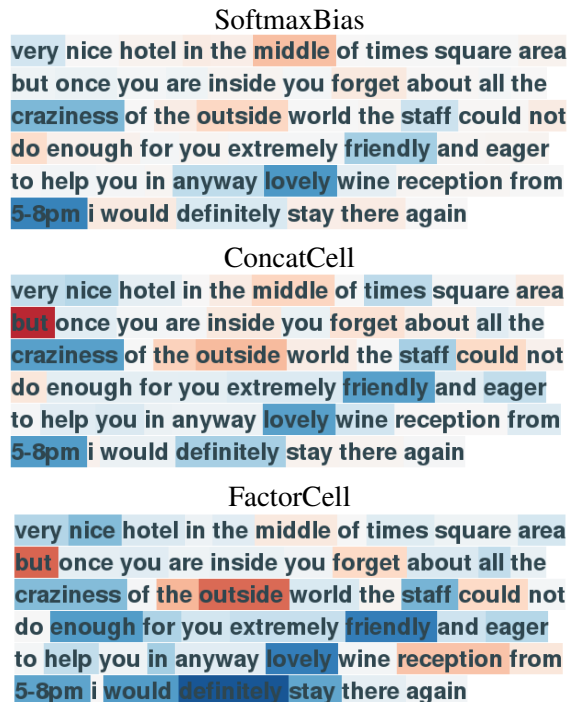 SoftmaxBias
very nice hotel in the middle of times square area
but once you are inside you forget about all the
craziness of the outside world the staff could not
do enough for you extremely friendly and eager
to help you in anyway lovely wine reception from
5-8pm i would definitely stay there again
ConcatCell
very nice hotel in the middle of times square area
but once you are inside you forget about all the
craziness of the outside world the staff could not
do enough for you extremely friendly and eager
to help you in anyway lovely wine reception from
5-8pm i would definitely stay there again
FactorCell
very nice hotel in the middle of times square area
but once you are inside you forget about all the
craziness of the outside world the staff could not
do enough for you extremely friendly and eager
to help you in anyway lovely wine reception from
5-8pm i would definitely stay there again